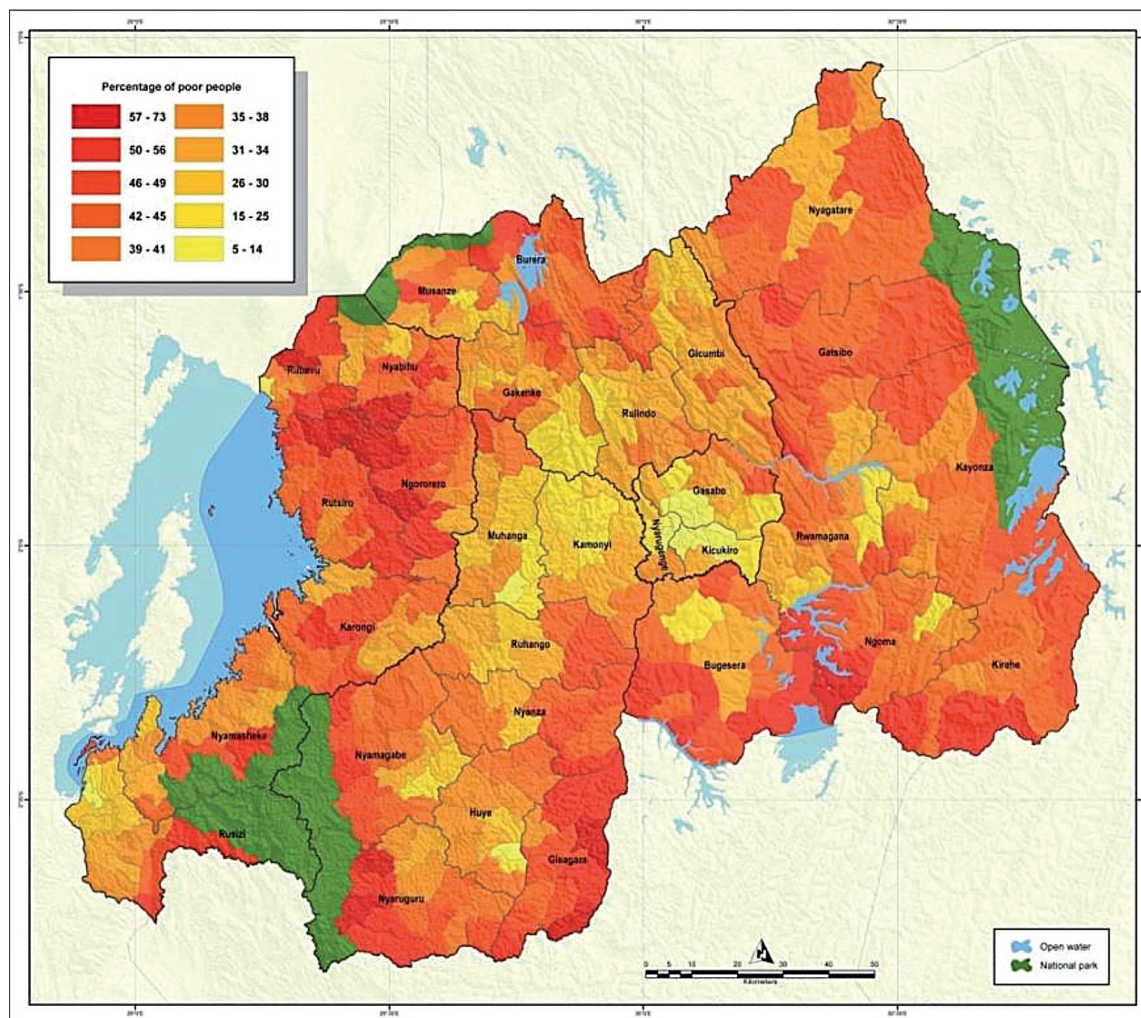 Percentage of poor people
57 - 73
35 - 38
50 - 56
31 - 34
46 - 49
26 - 30
42 - 45
15 - 25
39 - 41
5 - 14
Nyagatare
Burera
Musanze
Gicumbi
Gatsibo
Rubavu
Nyabihu
Gakenke
Rulindo
Kayonza
Ngororero
Gasabo
Rutsiro
Muhanga
Kamonyi
Nyarugenge
Kicukiro
Rwamagana
Karongi
Ruhango
Ngoma
Bugesera
Kirehe
Nyanza
Nyamasheke
Nyamagabe
Huye
Rusizi
Gisagara
Nyaruguru
Open water
National park
0 5 10 20 30 40 50
Kilometers